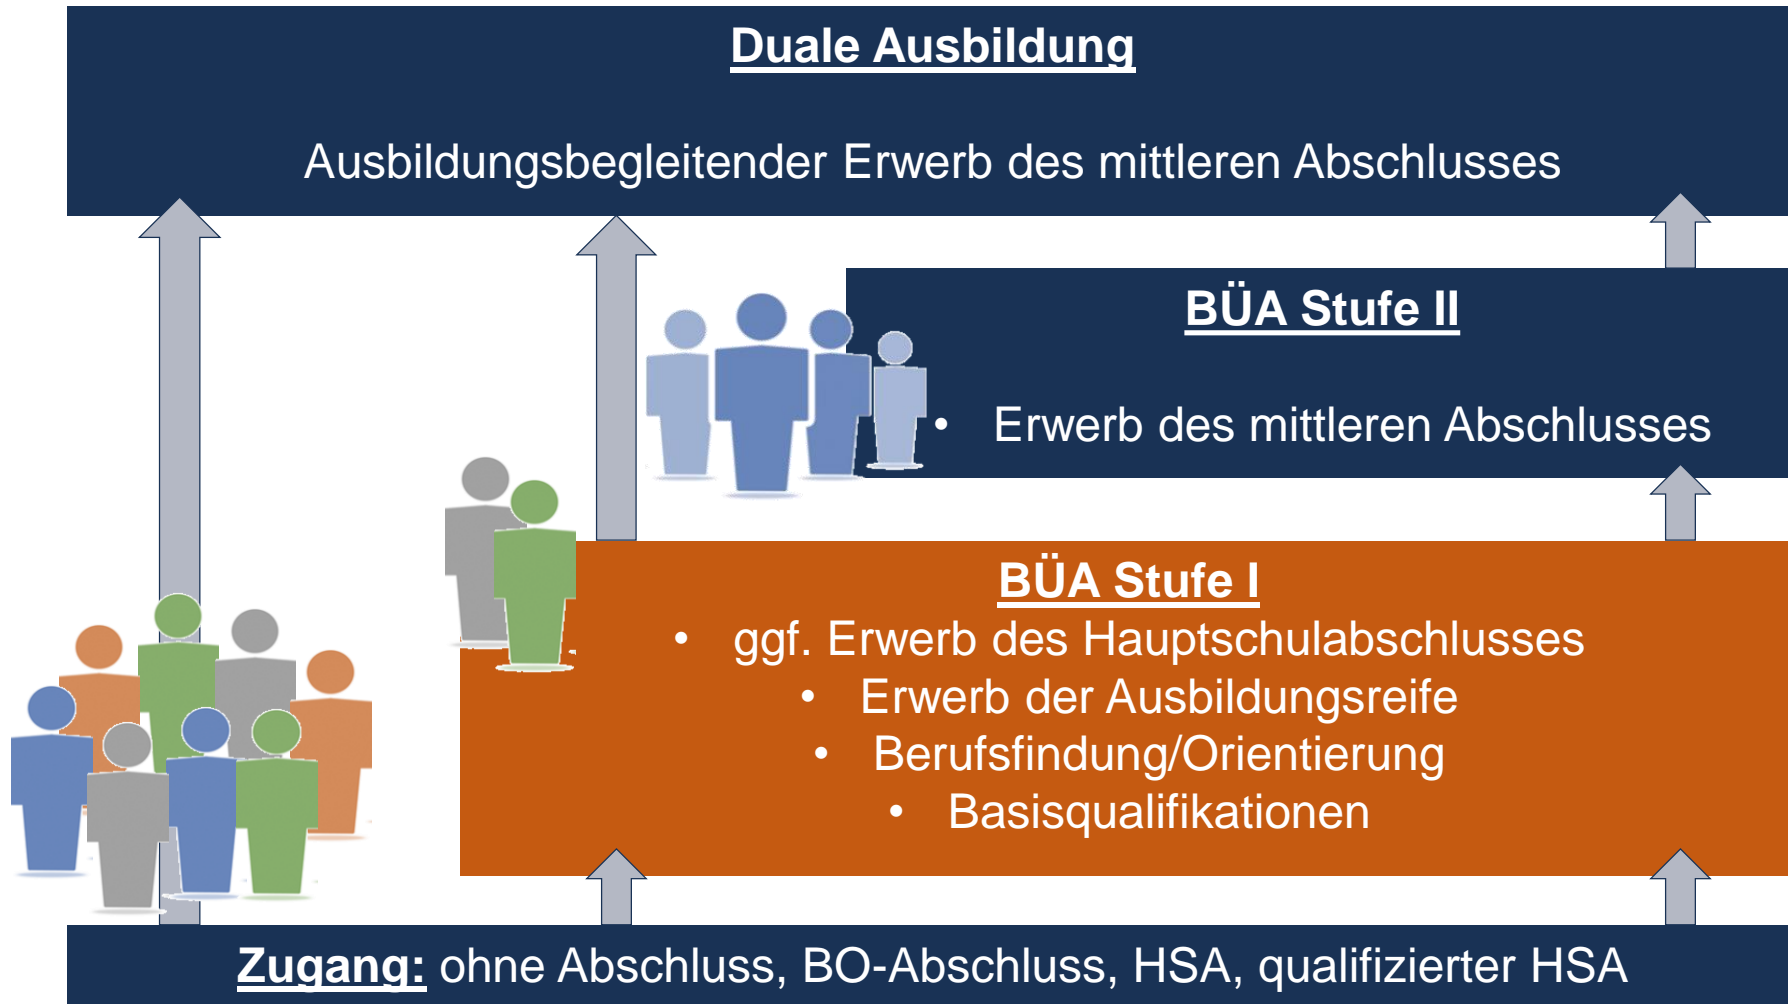 Duale Ausbildung
Ausbildungsbegleitender Erwerb des mittleren Abschlusses
BÜA Stufe II
• Erwerb des mittleren Abschlusses
BÜA Stufe I
• ggf. Erwerb des Hauptschulabschlusses
• Erwerb der Ausbildungsreife
• Berufsfindung/Orientierung
• Basisqualifikationen
Zugang: ohne Abschluss, BO-Abschluss, HSA, qualifizierter HSA